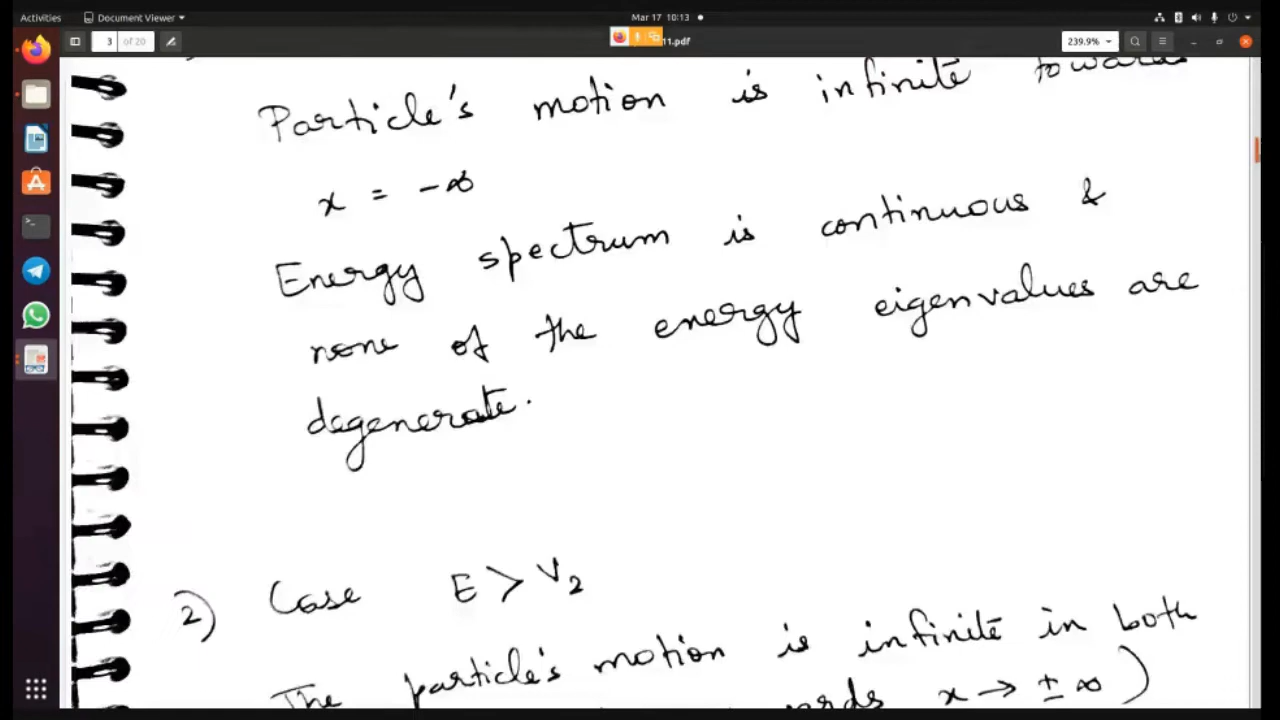 Activities Document Viewer Mar 17 10:13
3 of 20 11.pdf 239.9%
Particle's motion is infinite towards
x = -∞
Energy spectrum is continuous &
none of the energy eigenvalues are
degenerate.
2) Case E > V2
The particle's motion is infinite in both
x → ± ∞ )